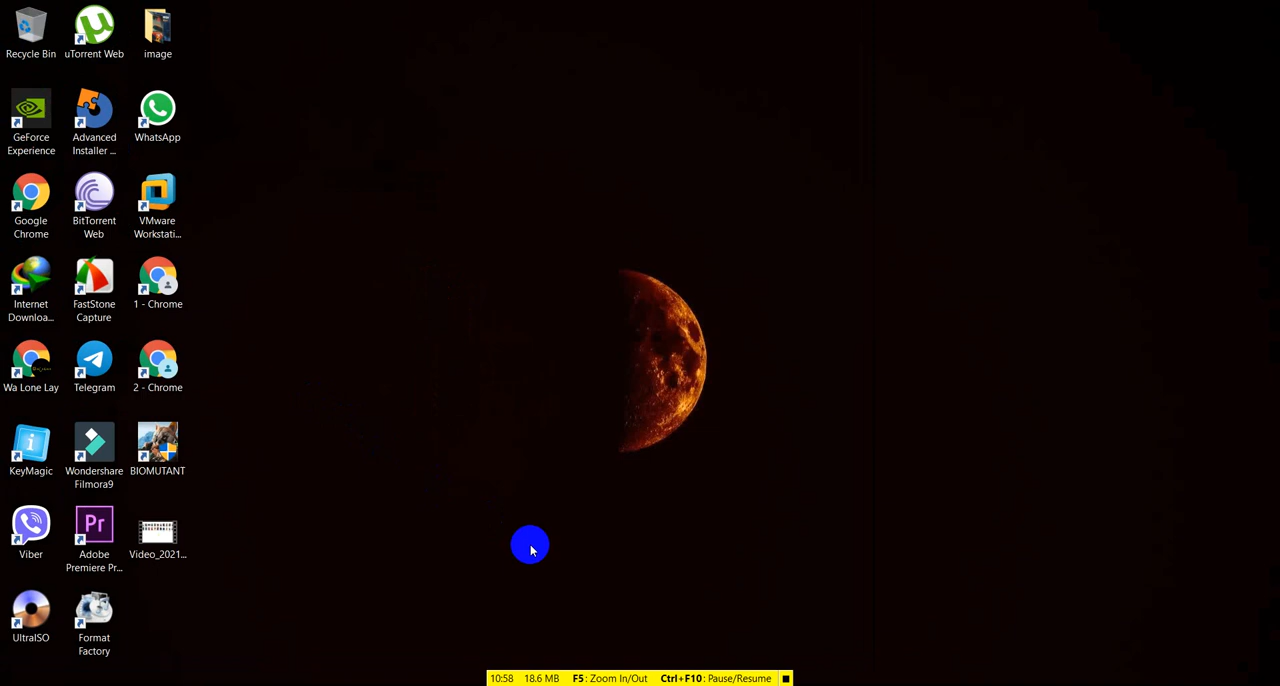 Recycle Bin
uTorrent Web
image
GeForce
Experience
Advanced
Installer ...
WhatsApp
Google
Chrome
BitTorrent
Web
VMware
Workstati...
Internet
Downloa...
FastStone
Capture
1 - Chrome
Wa Lone Lay
Telegram
2 - Chrome
KeyMagic
Wondershare
Filmora9
BIOMUTANT
Viber
Adobe
Premiere Pr...
Video_2021...
UltraISO
Format
Factory
10:58 18.6 MB F5: Zoom In/Out Ctrl+F10: Pause/Resume